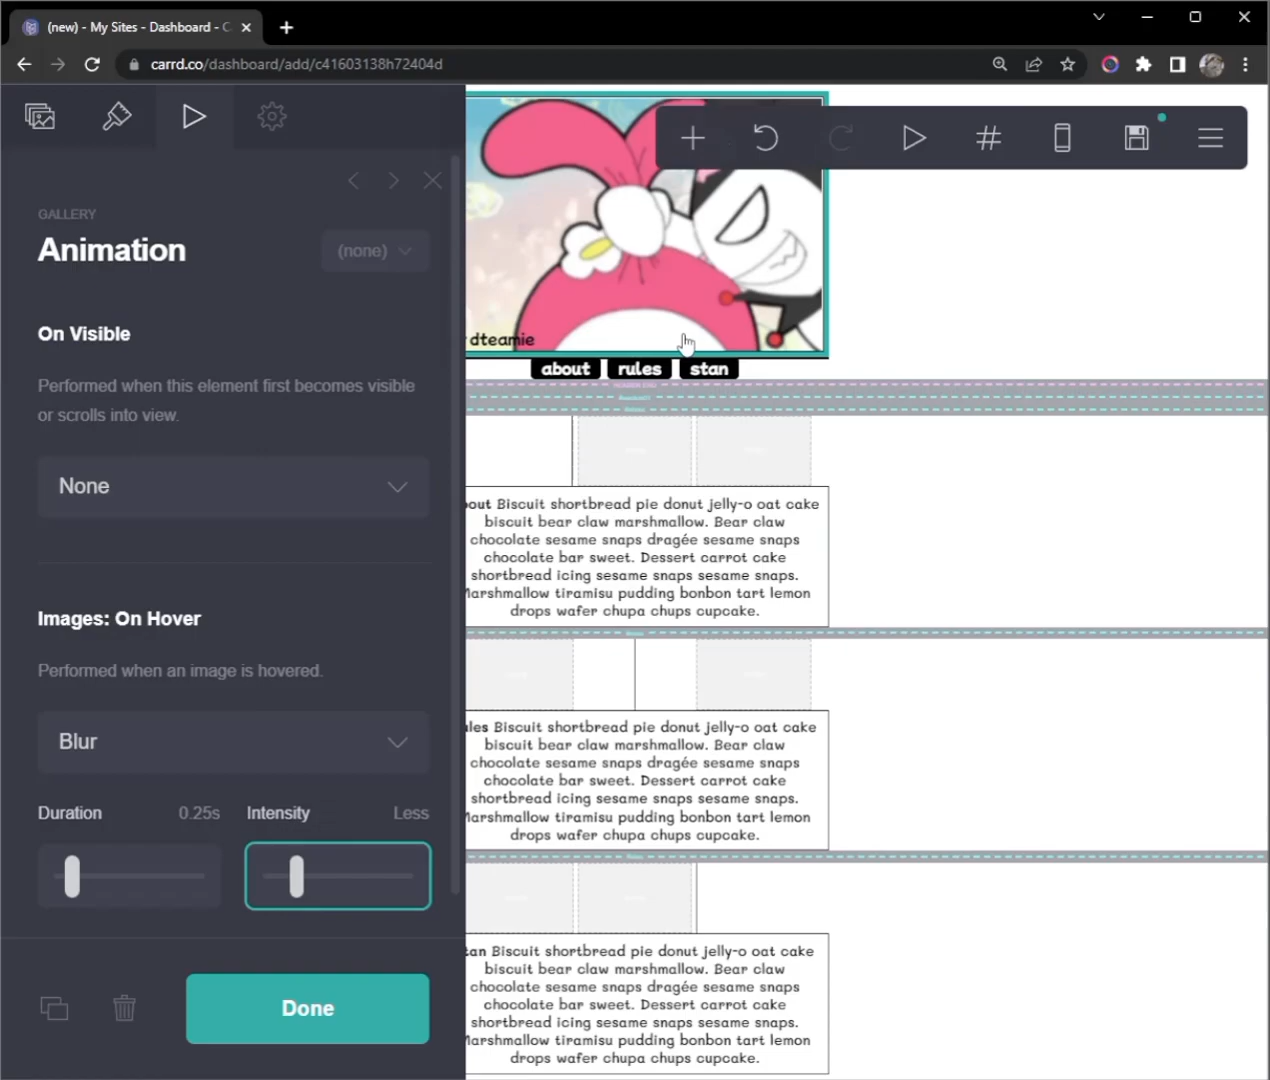 (new) - My Sites - Dashboard - C
carrd.co/dashboard/add/c41603138h72404d
GALLERY
Animation
(none)
On Visible
Performed when this element first becomes visible
or scrolls into view.
None
Images: On Hover
Performed when an image is hovered.
Blur
Duration 0.25s Intensity Less
Done
dteamie
about rules stan
out Biscuit shortbread pie donut jelly-o oat cake
biscuit bear claw marshmallow. Bear claw
chocolate sesame snaps dragée sesame snaps
chocolate bar sweet. Dessert carrot cake
shortbread icing sesame snaps sesame snaps.
Marshmallow tiramisu pudding bonbon tart lemon
drops wafer chupa chups cupcake.
ules Biscuit shortbread pie donut jelly-o oat cake
biscuit bear claw marshmallow. Bear claw
chocolate sesame snaps dragée sesame snaps
chocolate bar sweet. Dessert carrot cake
shortbread icing sesame snaps sesame snaps.
Marshmallow tiramisu pudding bonbon tart lemon
drops wafer chupa chups cupcake.
tan Biscuit shortbread pie donut jelly-o oat cake
biscuit bear claw marshmallow. Bear claw
chocolate sesame snaps dragée sesame snaps
chocolate bar sweet. Dessert carrot cake
shortbread icing sesame snaps sesame snaps.
Marshmallow tiramisu pudding bonbon tart lemon
drops wafer chupa chups cupcake.